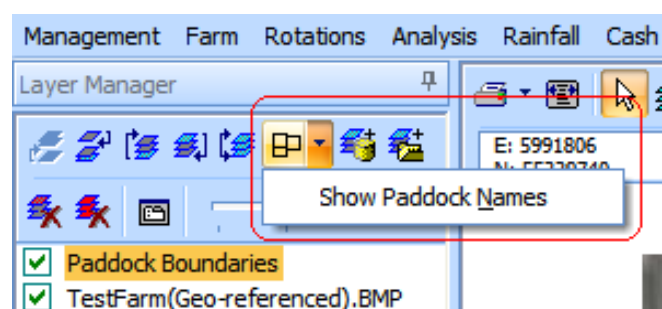 Management Farm Rotations Analysis Rainfall Cash
Layer Manager
E: 5991806
Show Paddock Names
Paddock Boundaries
TestFarm(Geo-referenced).BMP